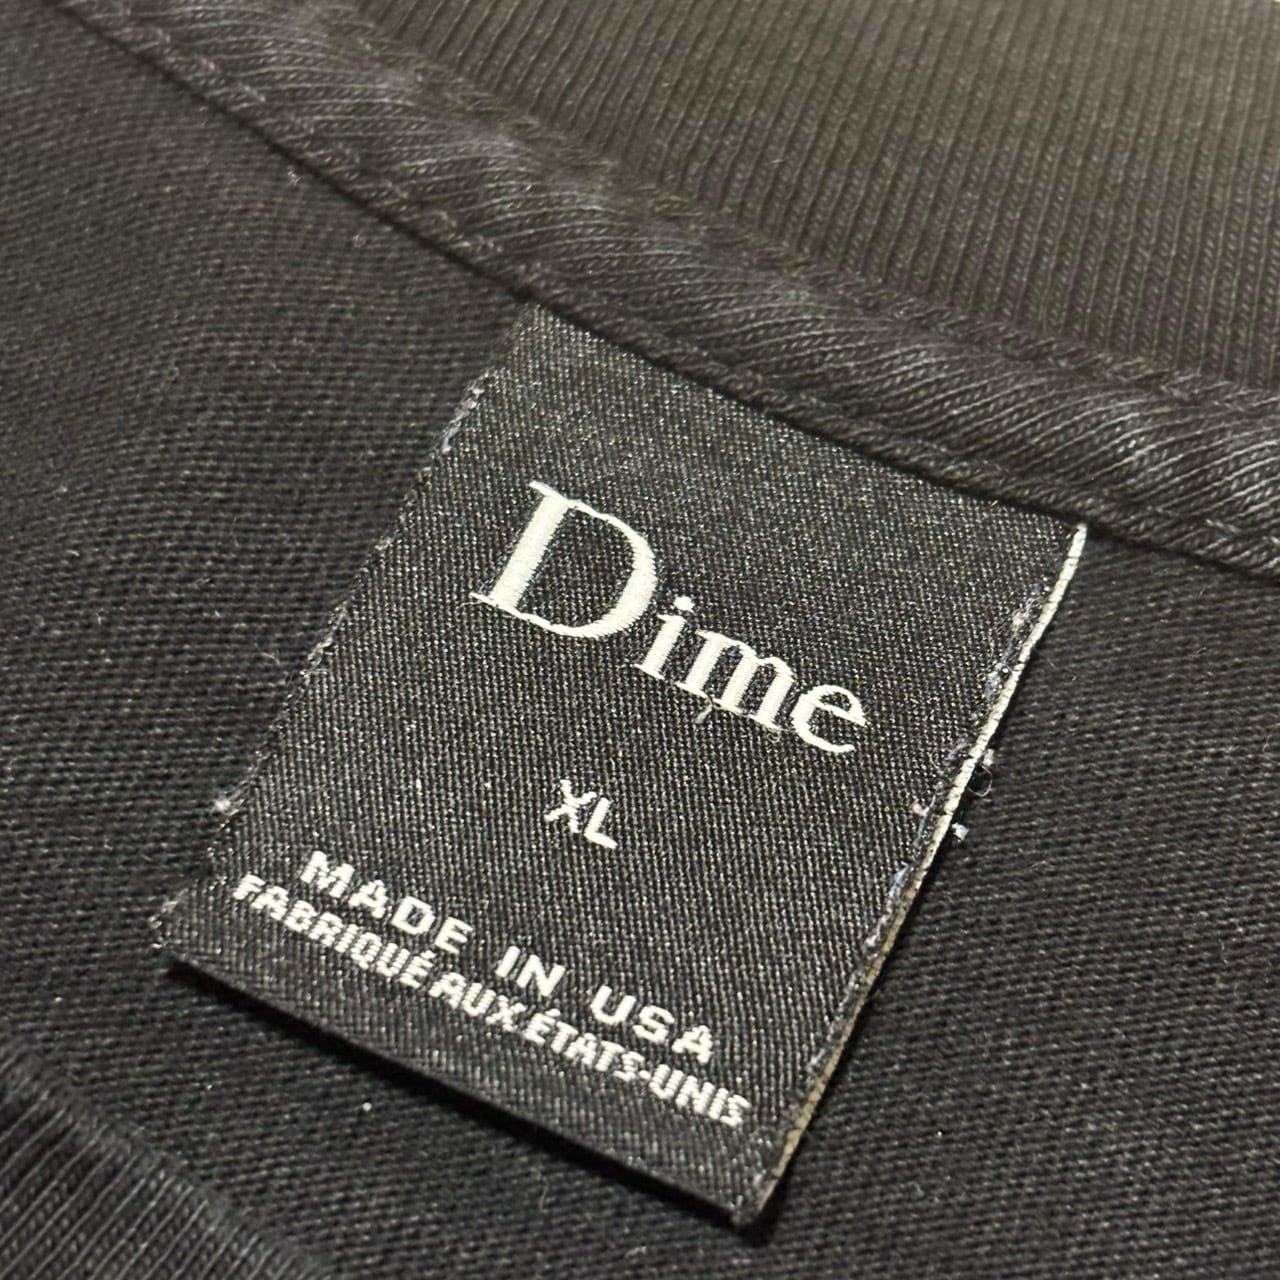 Dime
XL
MADE IN USA
FABRIQUÉ AUX ÉTATS-UNIS